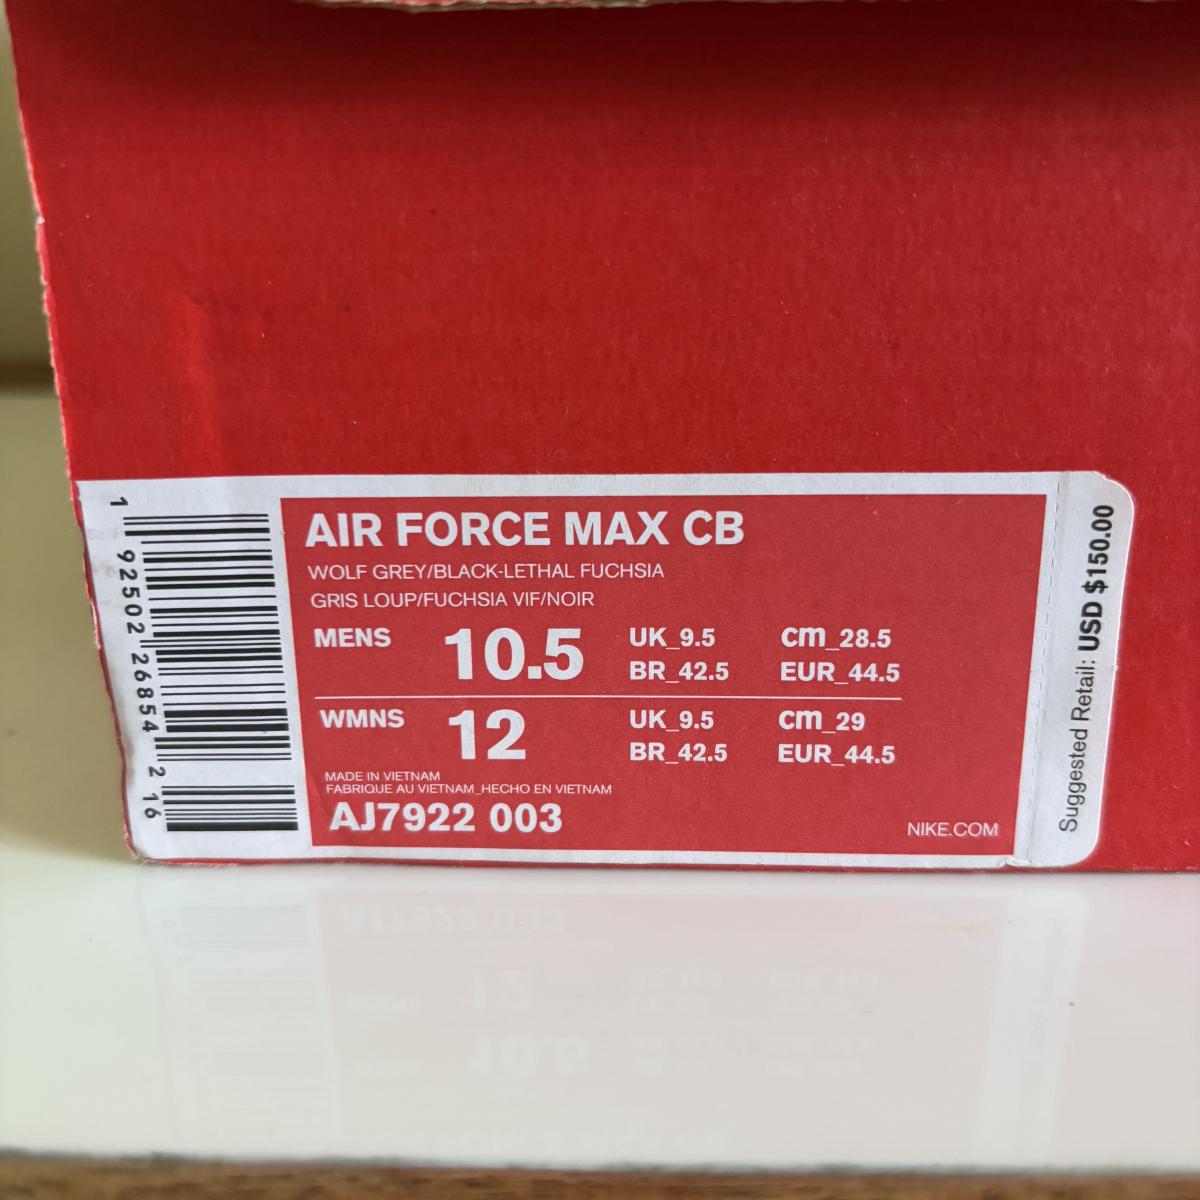 AIR FORCE MAX CB
WOLF GREY/BLACK-LETHAL FUCHSIA
GRIS LOUP/FUCHSIA VIF/NOIR
MENS 10.5 UK_9.5 cm_28.5
BR_42.5 EUR_44.5
WMNS 12 UK_9.5 cm_29
BR_42.5 EUR_44.5
MADE IN VIETNAM
FABRIQUE AU VIETNAM_HECHO EN VIETNAM
AJ7922 003
NIKE.COM
1 92502 26854 2 16
Suggested Retail: USD $150.00